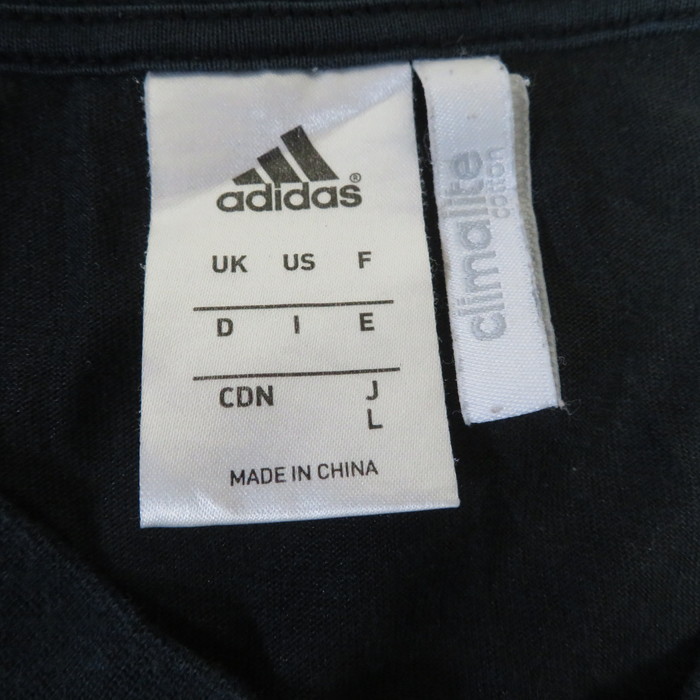 adidas®
UK US F
D I E
CDN J
L
MADE IN CHINA
climalite
cotton